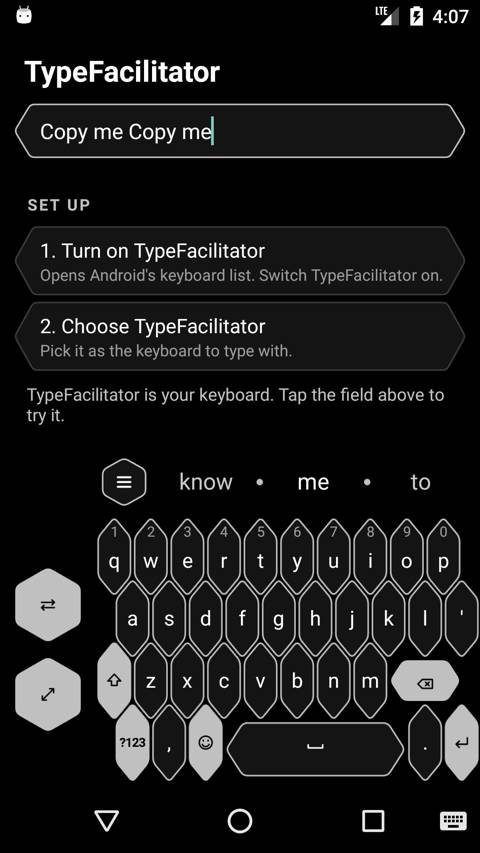 LTE 4:07
TypeFacilitator
Copy me Copy me
SET UP
1. Turn on TypeFacilitator
Opens Android's keyboard list. Switch TypeFacilitator on.
2. Choose TypeFacilitator
Pick it as the keyboard to type with.
TypeFacilitator is your keyboard. Tap the field above to
try it.
know • me • to
1 2 3 4 5 6 7 8 9 0
q w e r t y u i o p
a s d f g h j k l '
z x c v b n m
?123 , .